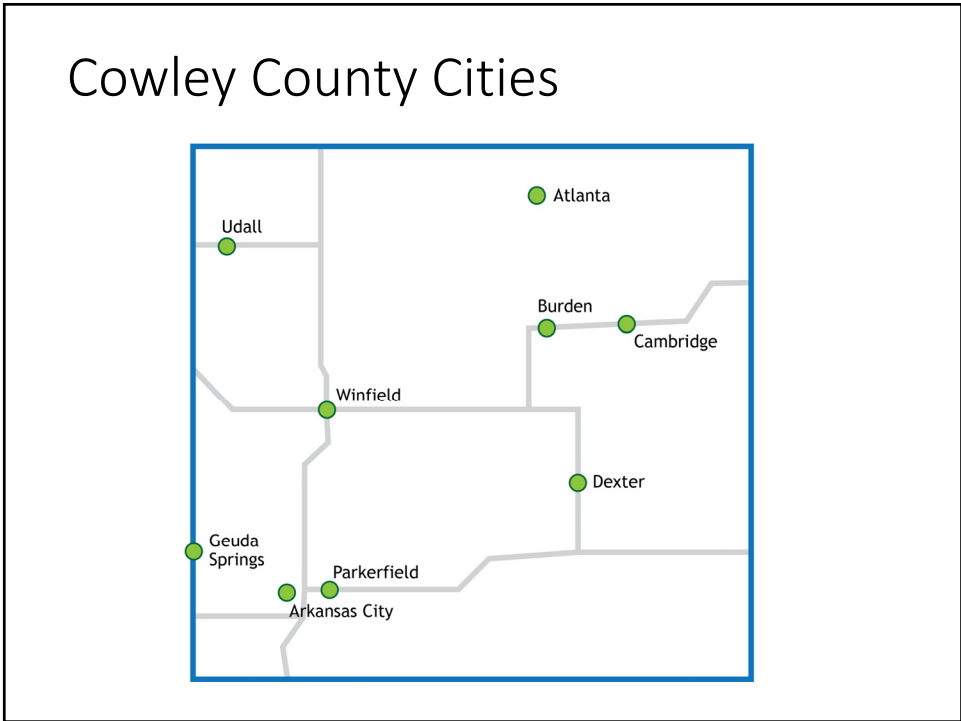 Cowley County Cities
Atlanta
Udall
Burden
Cambridge
Winfield
Dexter
Geuda
Springs
Parkerfield
Arkansas City